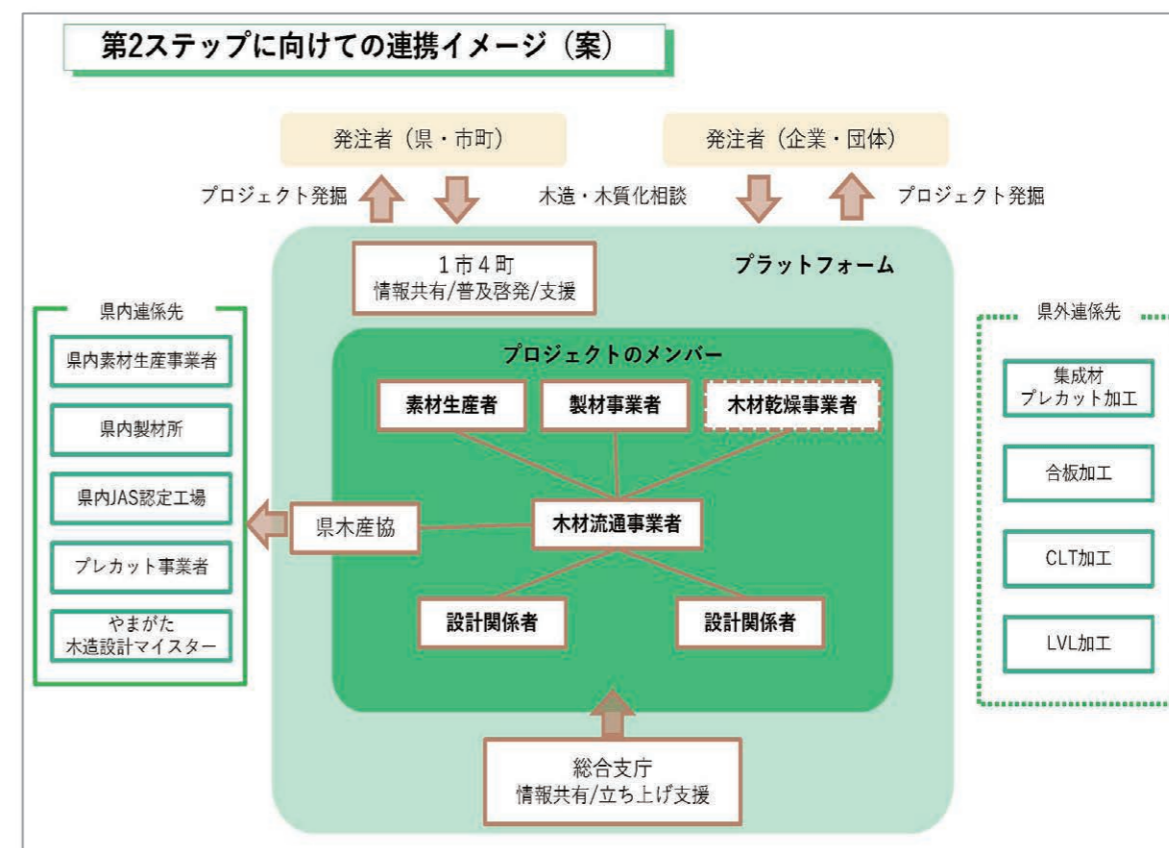 第2ステップに向けての連携イメージ（案）
発注者（県・市町）
発注者（企業・団体）
プロジェクト発掘
木造・木質化相談
プロジェクト発掘
1市4町
情報共有/普及啓発/支援
プラットフォーム
県内連係先
県内素材生産事業者
県内製材所
県内JAS認定工場
プレカット事業者
やまがた
木造設計マイスター
プロジェクトのメンバー
素材生産者
製材事業者
木材乾燥事業者
県木産協
木材流通事業者
設計関係者
設計関係者
総合支庁
情報共有/立ち上げ支援
県外連係先
集成材
プレカット加工
合板加工
CLT加工
LVL加工